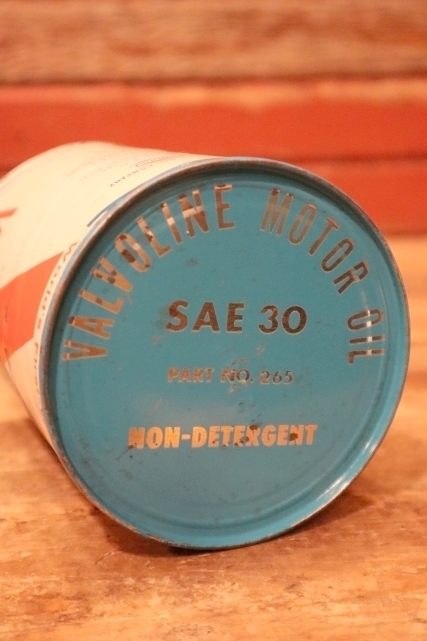 VALVOLINE MOTOR OIL
SAE 30
PART NO. 265
NON-DETERGENT